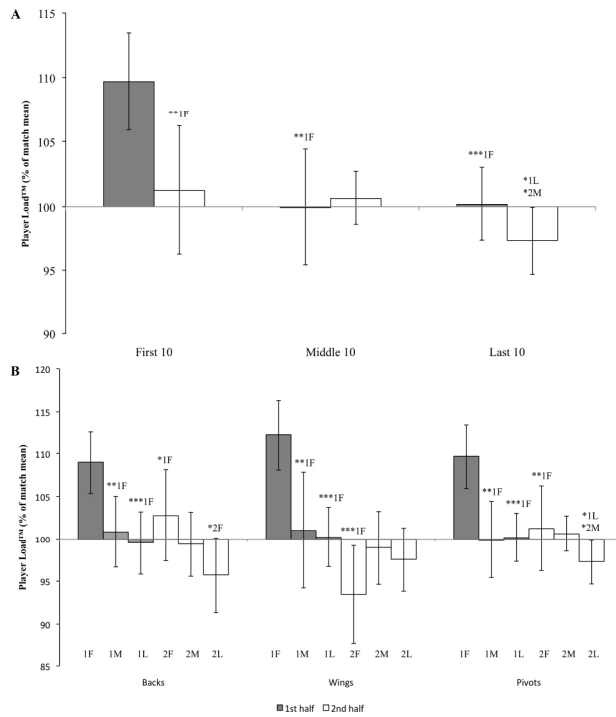 A
Player Load™ (% of match mean)
115
110
105
100
95
90
**1F
**1F
***1F
*1L
*2M
First 10
Middle 10
Last 10
B
Player Load™ (% of match mean)
120
115
110
105
100
95
90
85
**1F
***1F
*1F
*2F
**1F
***1F
***1F
**1F
***1F
**1F
*1L
*2M
1F 1M 1L 2F 2M 2L 1F 1M 1L 2F 2M 2L 1F 1M 1L 2F 2M 2L
Backs
Wings
Pivots
1st half 2nd half